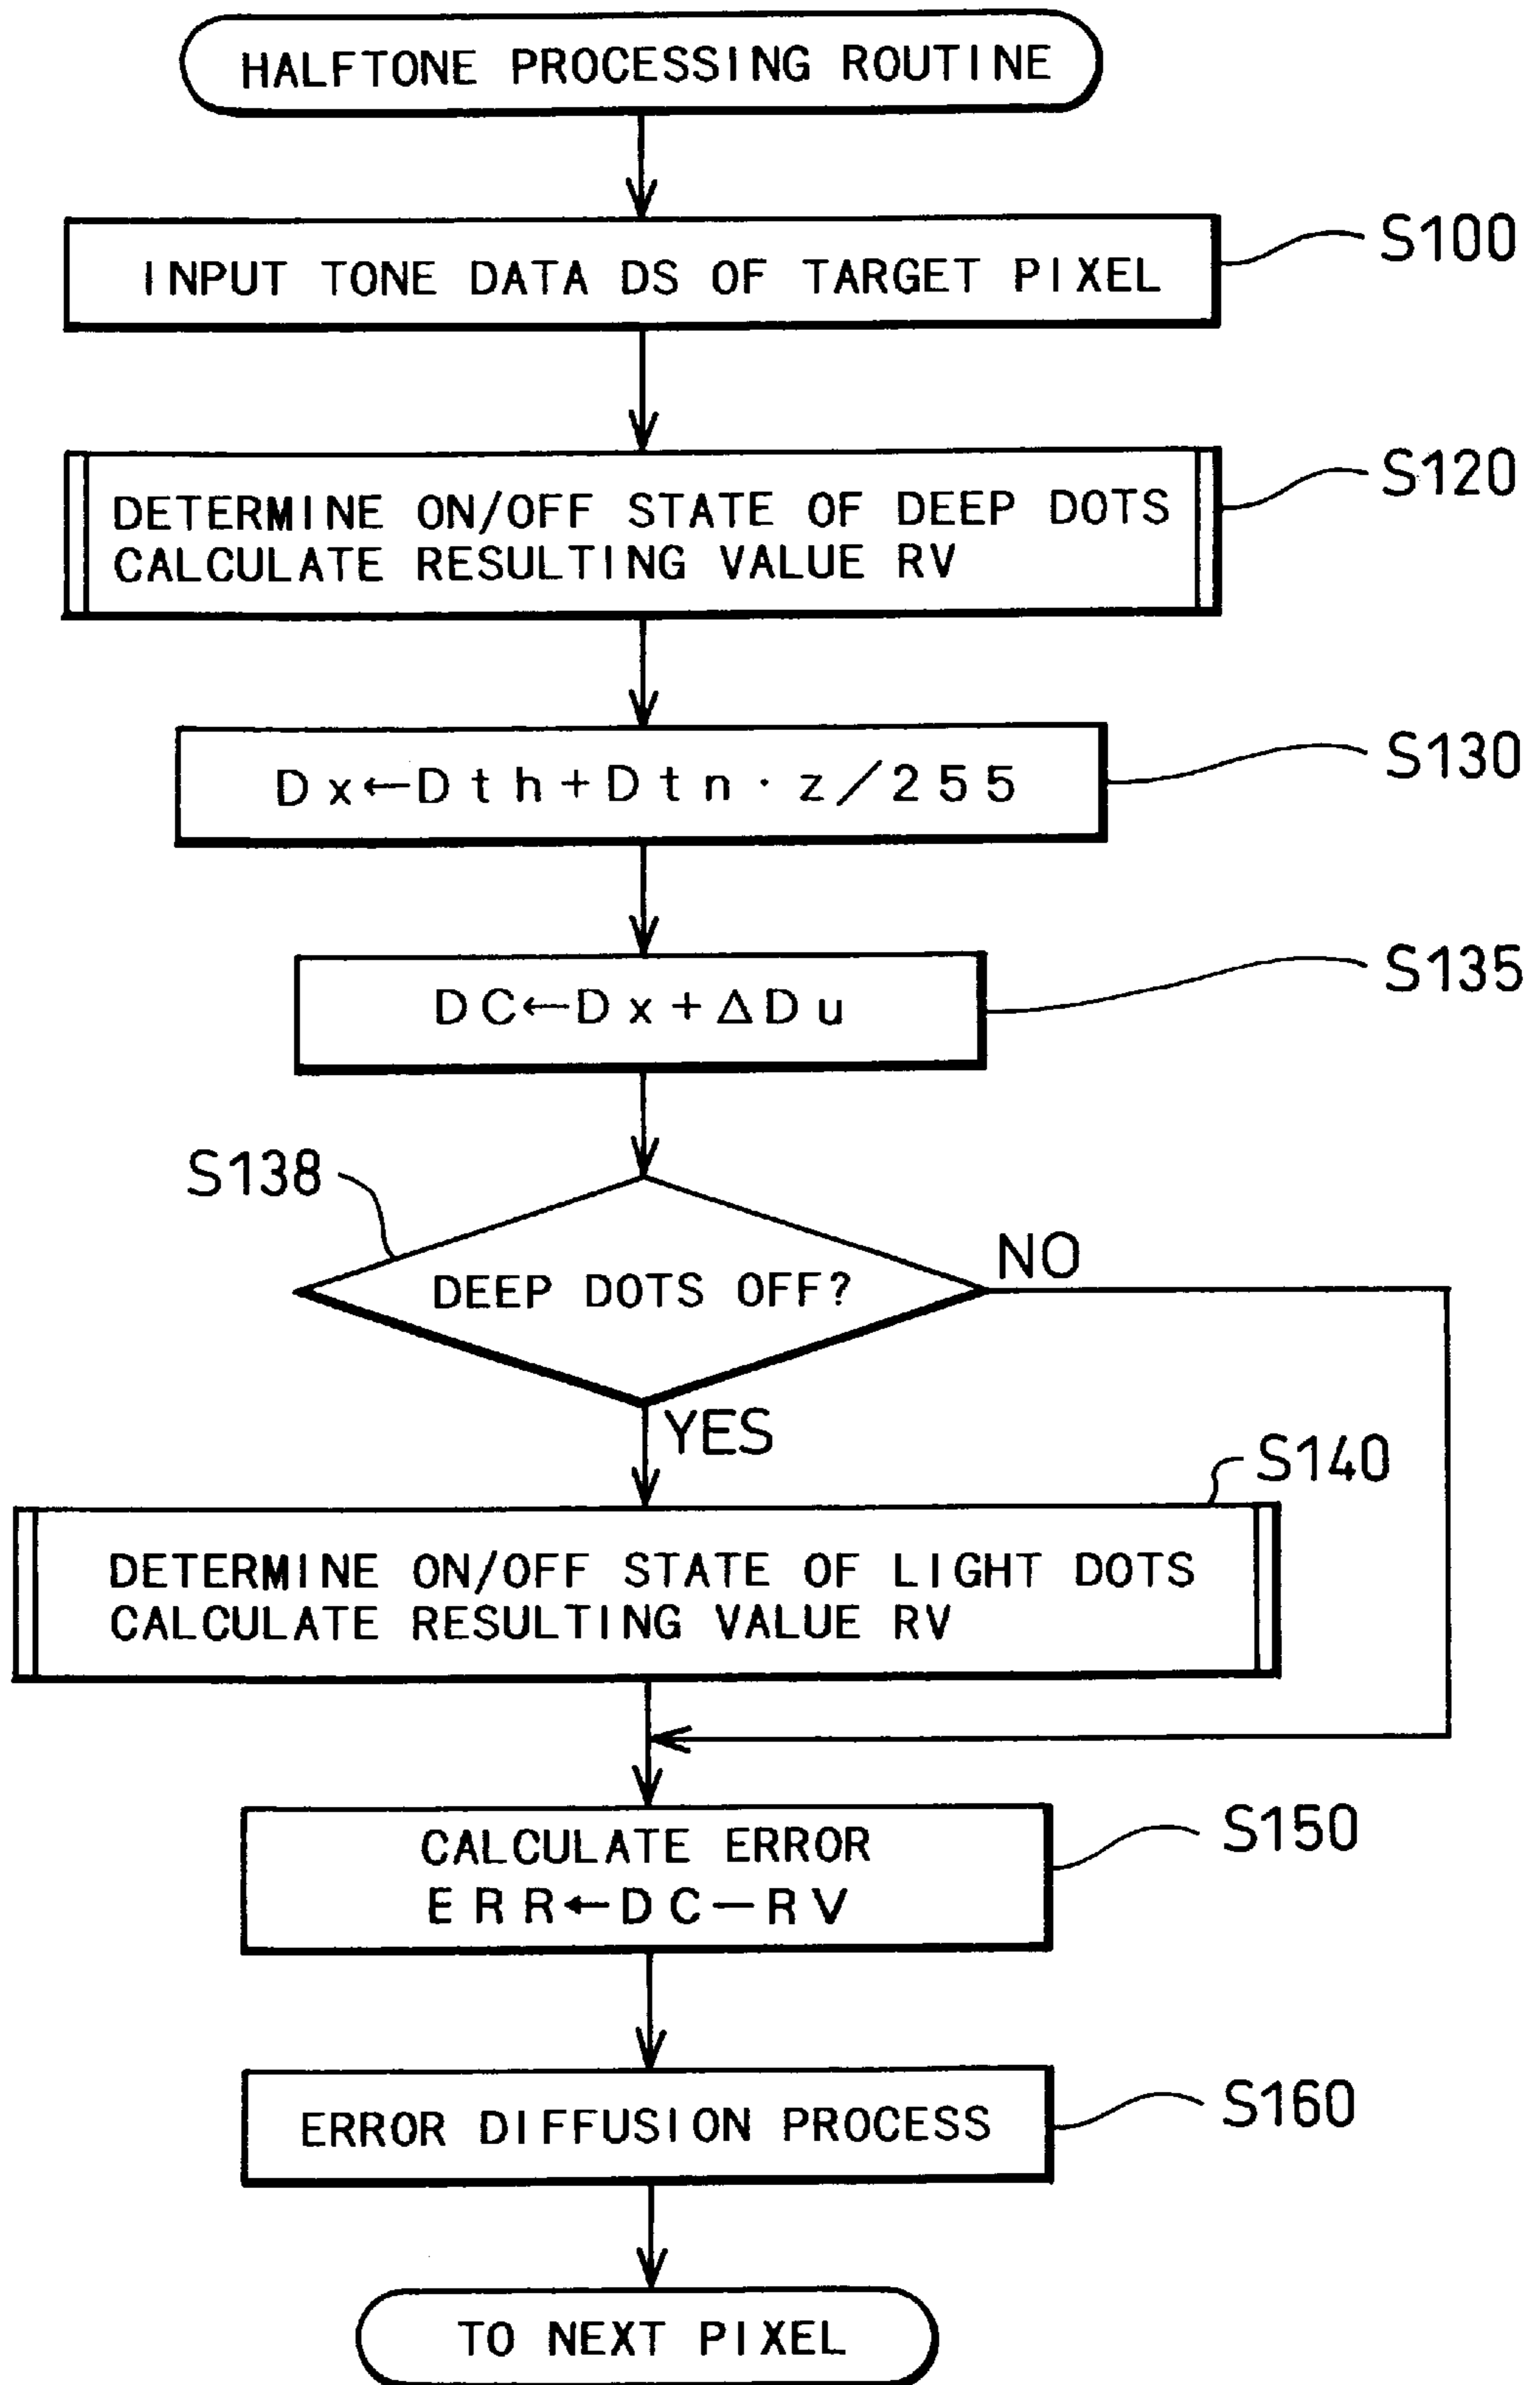 HALFTONE PROCESSING ROUTINE
INPUT TONE DATA DS OF TARGET PIXEL
S100
DETERMINE ON/OFF STATE OF DEEP DOTS
CALCULATE RESULTING VALUE RV
S120
Dx←Dth+Dtn·z/255
S130
DC←Dx+ΔDu
S135
S138
DEEP DOTS OFF?
NO
YES
S140
DETERMINE ON/OFF STATE OF LIGHT DOTS
CALCULATE RESULTING VALUE RV
CALCULATE ERROR
ERR←DC−RV
S150
ERROR DIFFUSION PROCESS
S160
TO NEXT PIXEL